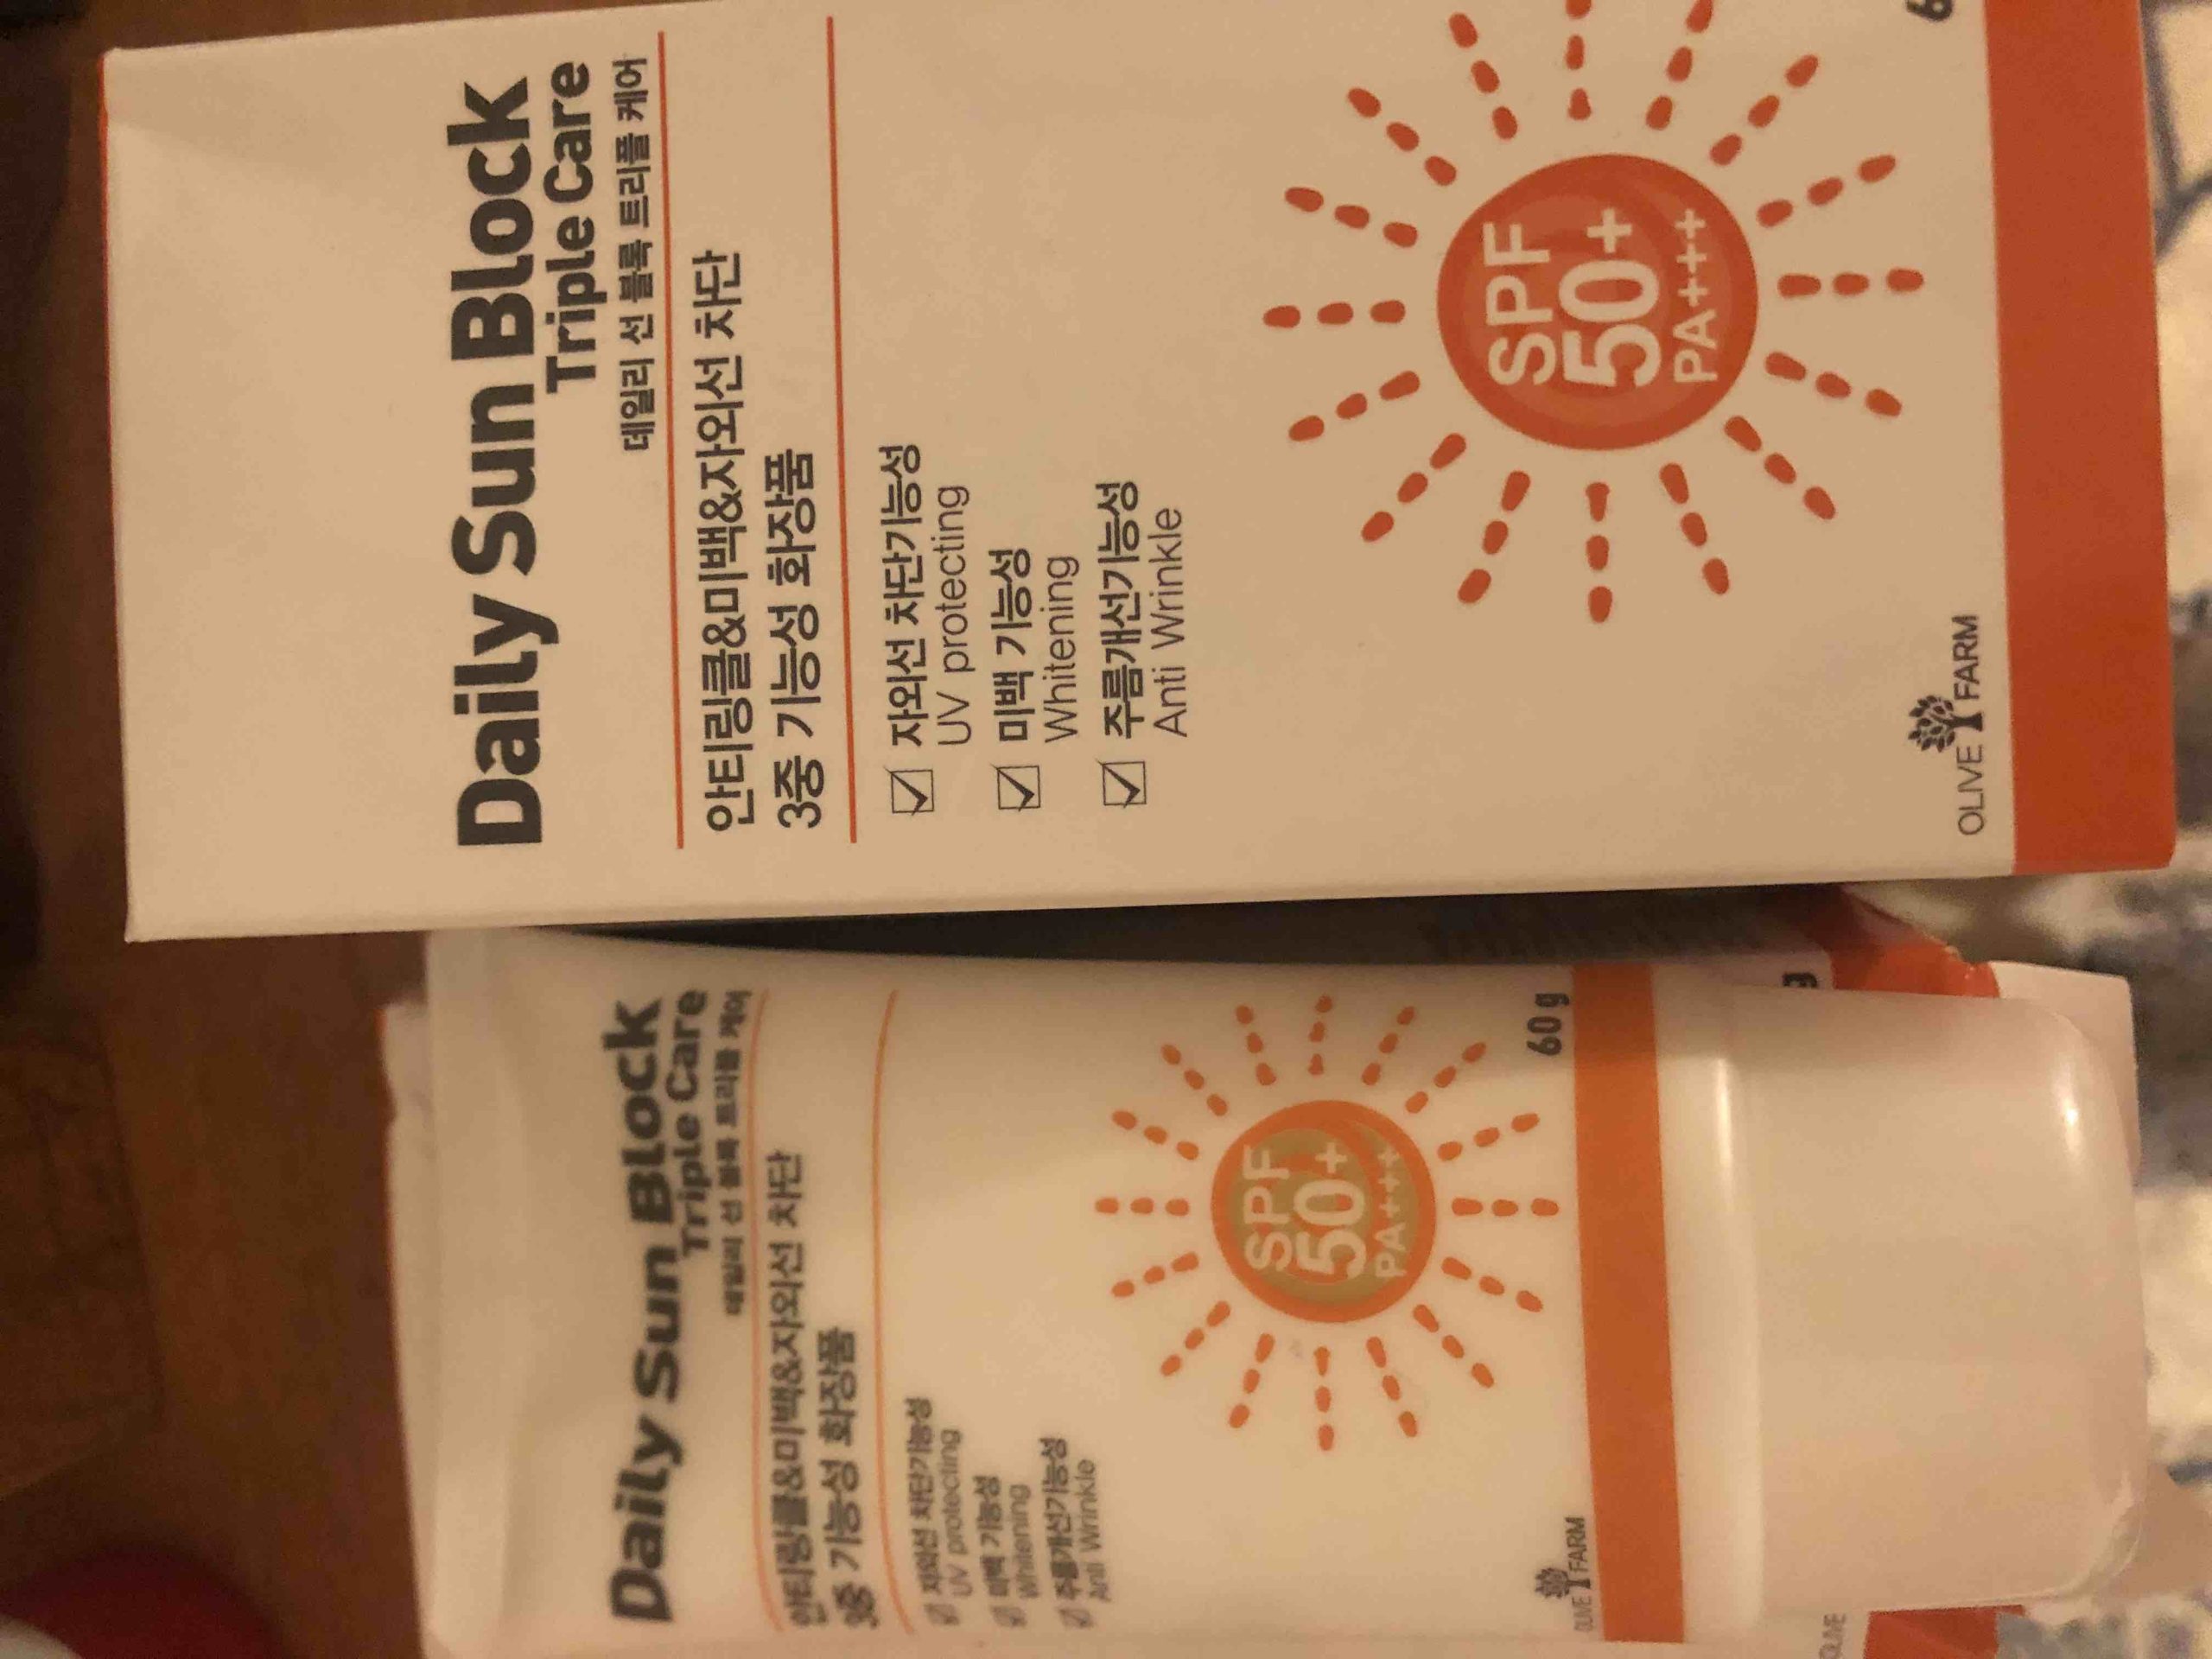 Daily Sun Block
Triple Care
데일리 선 블록 트리플 케어
안티링클&미백&자외선 차단
3중 기능성 화장품
자외선 차단기능성
UV protecting
미백 기능성
Whitening
주름개선기능성
Anti Wrinkle
SPF
50+
PA++++
OLIVE FARM
6
Daily Sun Block
Triple Care
데일리 선 블록 트리플 케어
안티링클&미백&자외선 차단
3중 기능성 화장품
자외선 차단기능성
UV protecting
미백 기능성
Whitening
주름개선기능성
Anti Wrinkle
SPF
50+
PA++++
60 g
OLIVE FARM
g
OLIVE